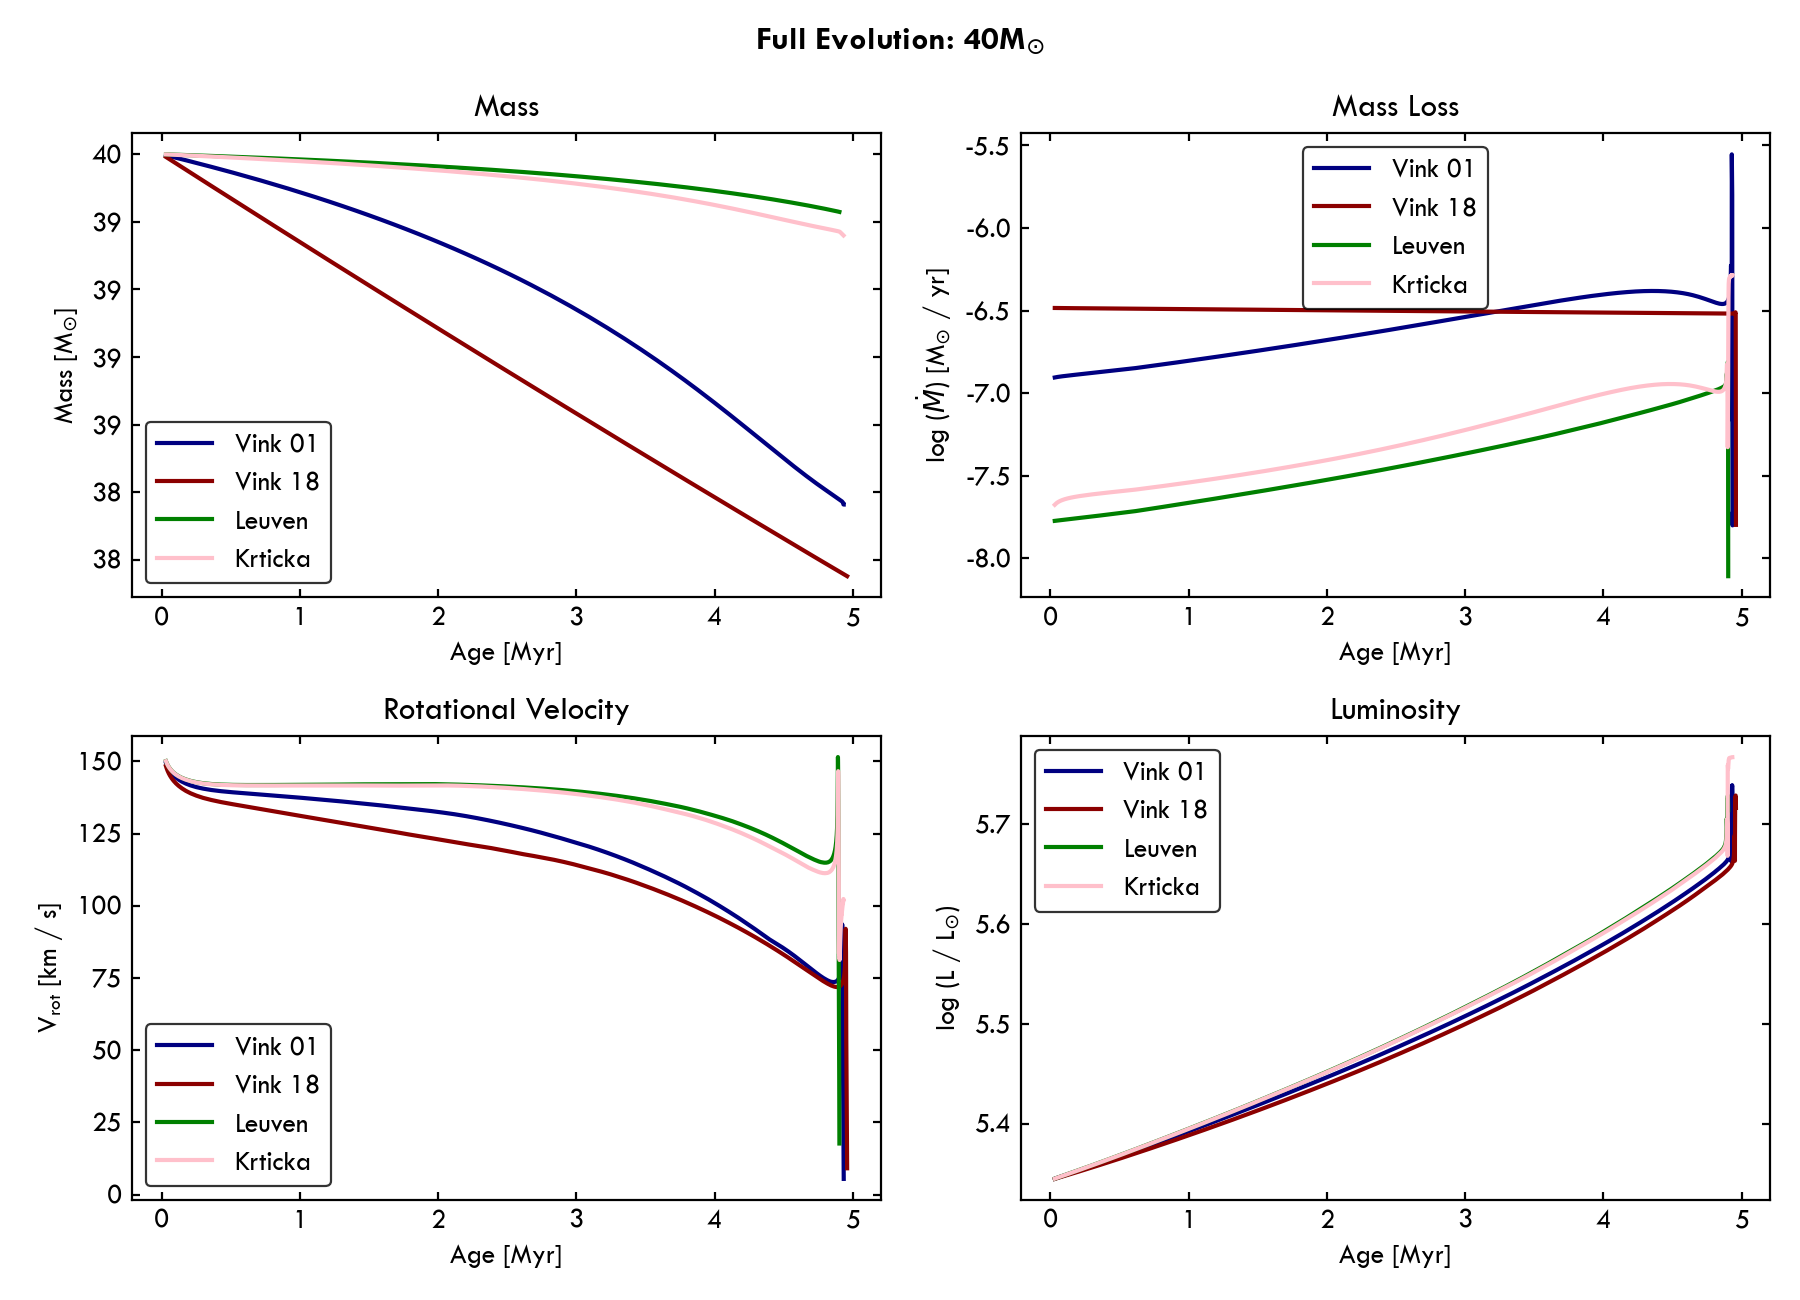 Full Evolution: 40M☉
Mass
Mass [M☉]
40
39
39
39
39
38
38
Vink 01
Vink 18
Leuven
Krticka
0 1 2 3 4 5
Age [Myr]
Mass Loss
log (Ṁ) [M☉ / yr]
-5.5
-6.0
-6.5
-7.0
-7.5
-8.0
Vink 01
Vink 18
Leuven
Krticka
0 1 2 3 4 5
Age [Myr]
Rotational Velocity
Vrot [km / s]
150
125
100
75
50
25
0
Vink 01
Vink 18
Leuven
Krticka
0 1 2 3 4 5
Age [Myr]
Luminosity
log (L / L☉)
5.7
5.6
5.5
5.4
Vink 01
Vink 18
Leuven
Krticka
0 1 2 3 4 5
Age [Myr]